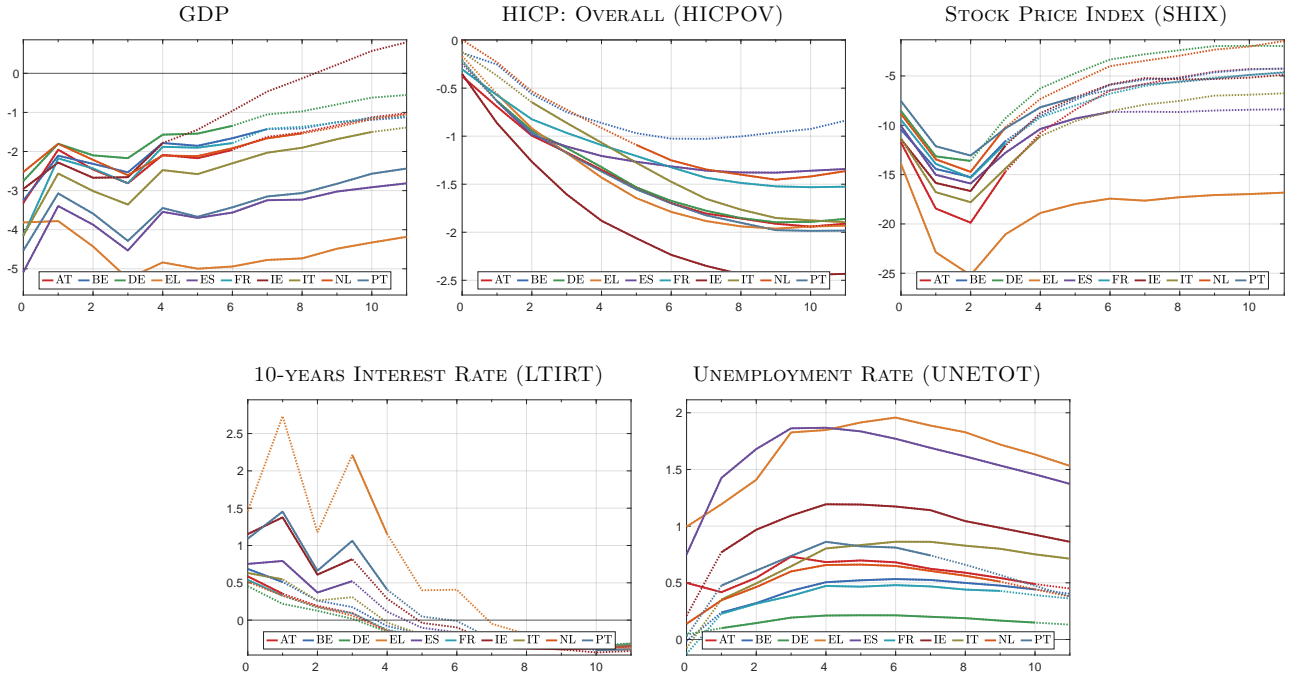 GDP
0
-1
-2
-3
-4
-5
AT BE DE EL ES FR IE IT NL PT
0 2 4 6 8 10
HICP: Overall (HICPOV)
0
-0.5
-1
-1.5
-2
-2.5
AT BE DE EL ES FR IE IT NL PT
0 2 4 6 8 10
Stock Price Index (SHIX)
-5
-10
-15
-20
-25
AT BE DE EL ES FR IE IT NL PT
0 2 4 6 8 10
10-years Interest Rate (LTIRT)
2.5
2
1.5
1
0.5
0
AT BE DE EL ES FR IE IT NL PT
0 2 4 6 8 10
Unemployment Rate (UNETOT)
2
1.5
1
0.5
0
AT BE DE EL ES FR IE IT NL PT
0 2 4 6 8 10